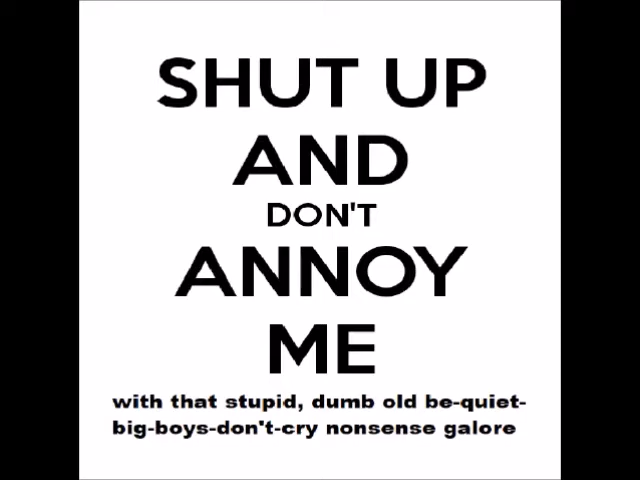 SHUT UP
AND
DON'T
ANNOY
ME
with that stupid, dumb old be-quiet-
big-boys-don't-cry nonsense galore